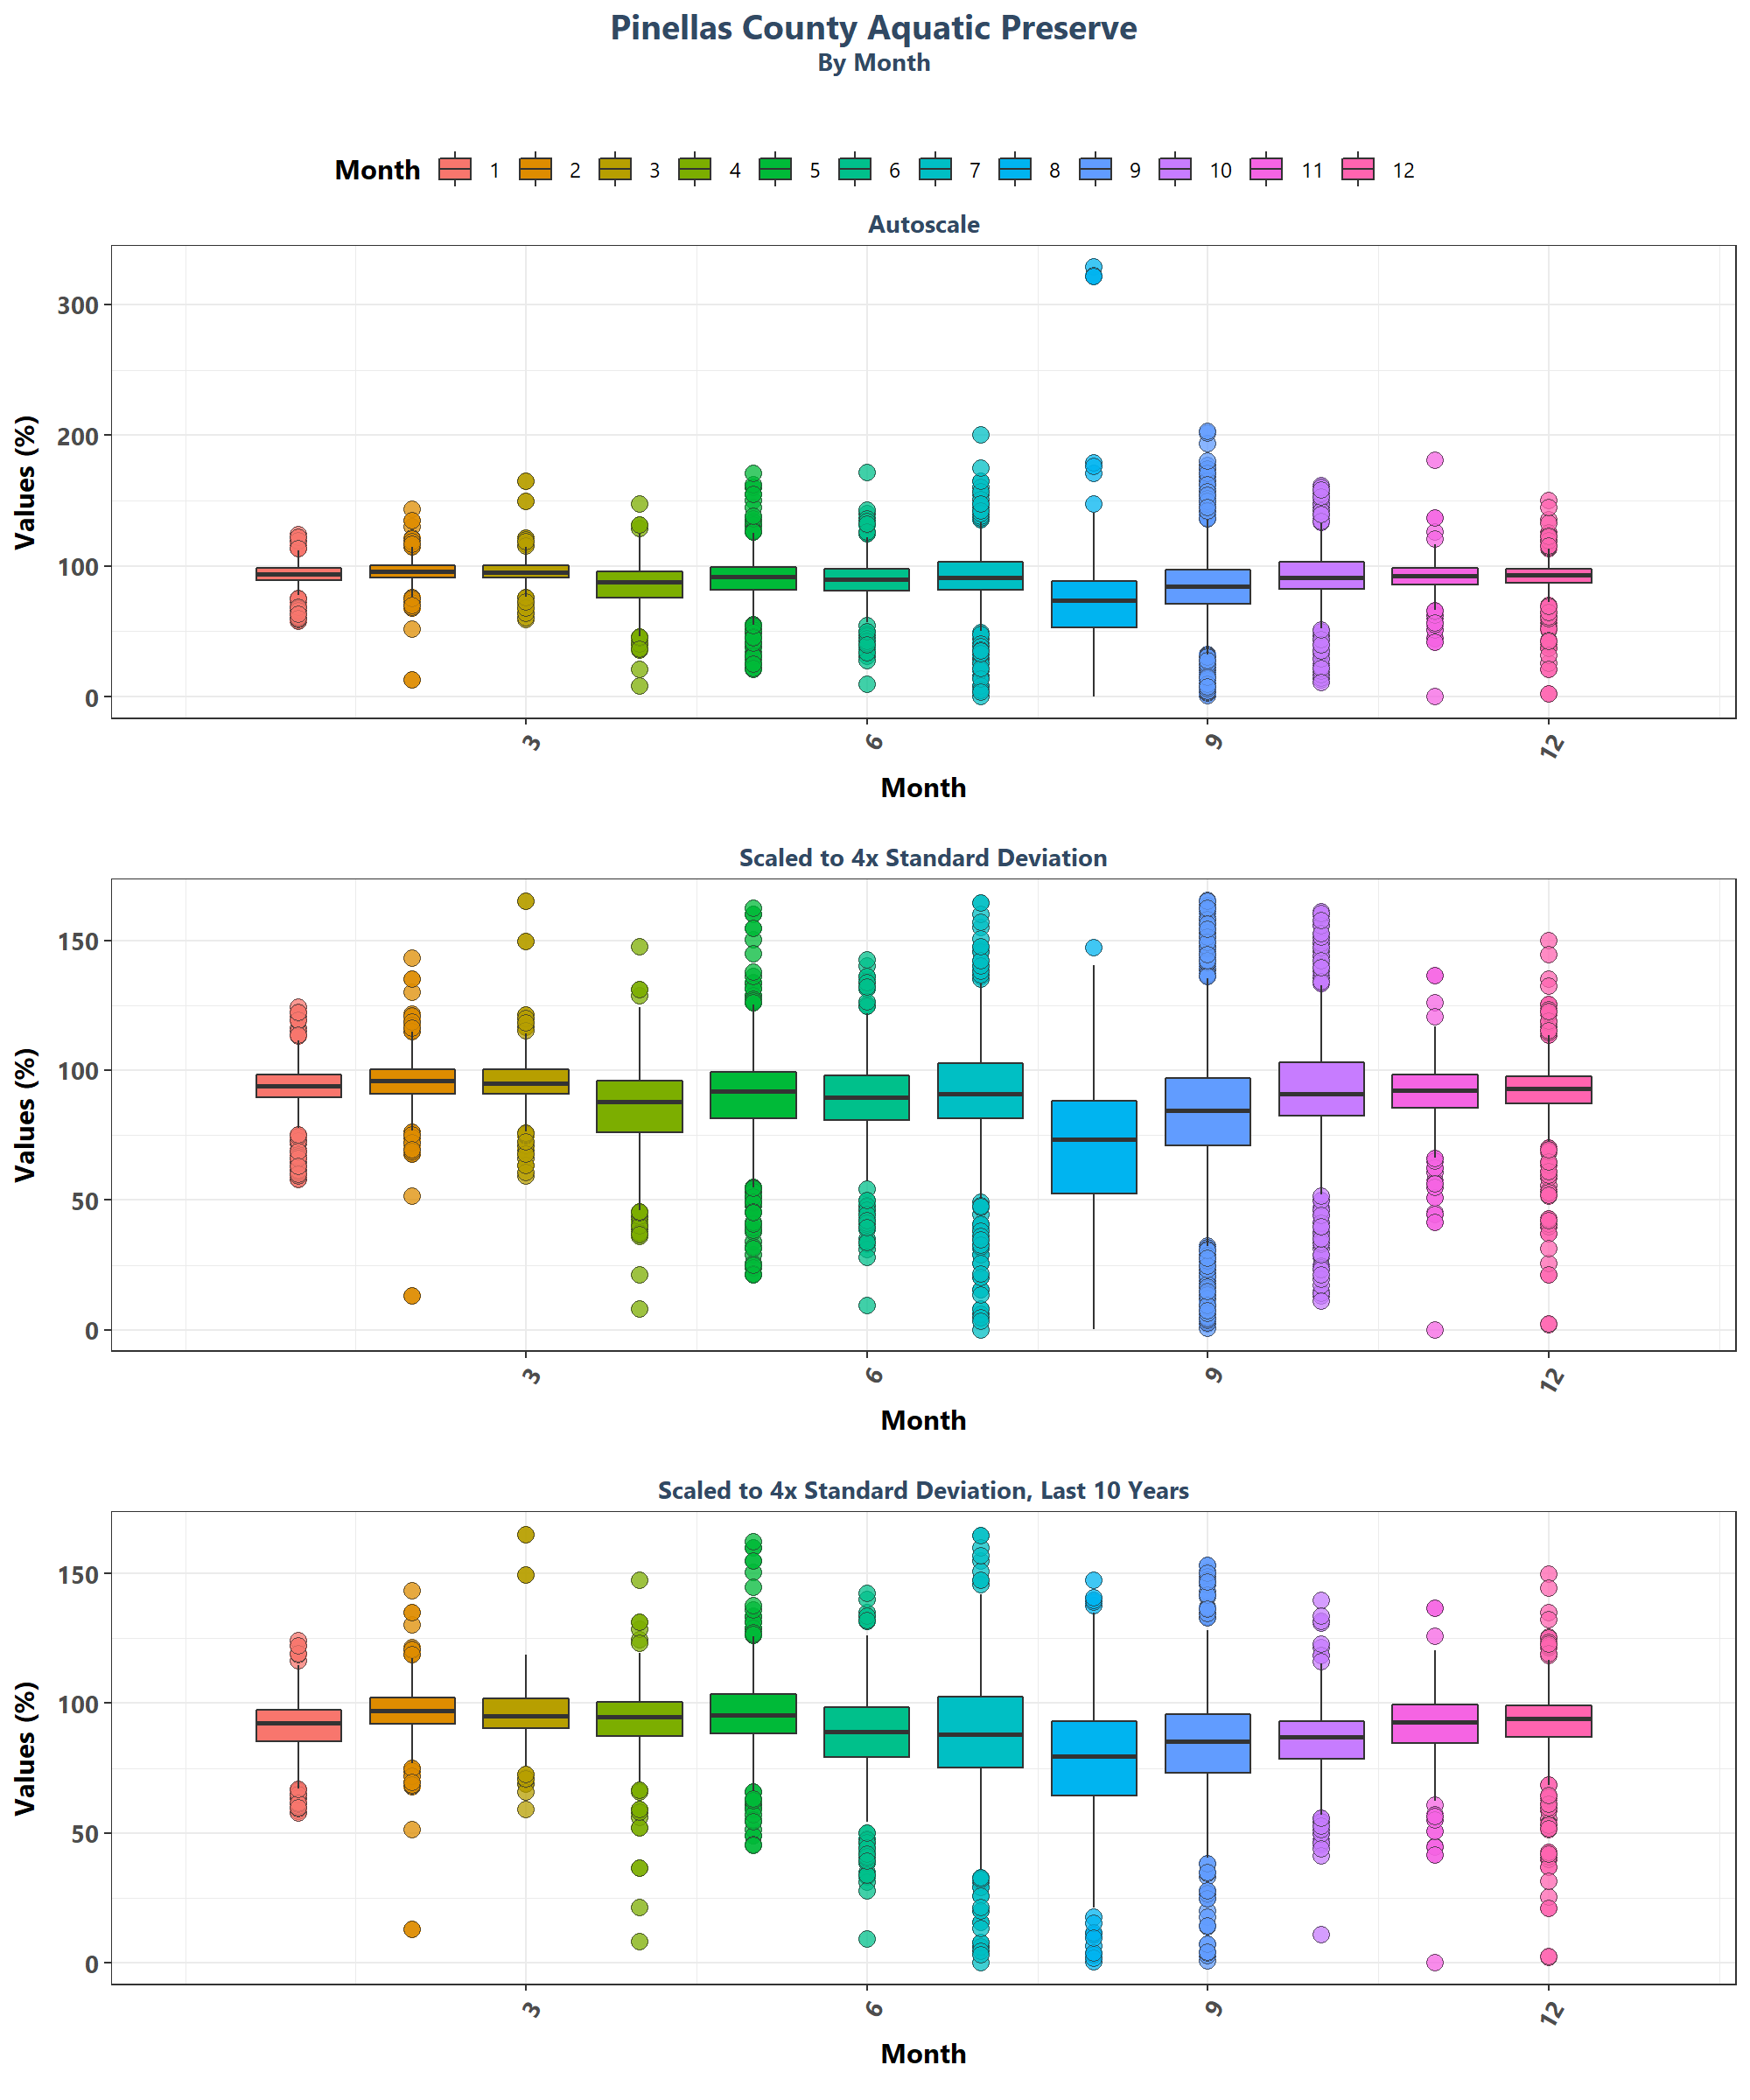 Pinellas County Aquatic Preserve
By Month
Month 1 2 3 4 5 6 7 8 9 10 11 12
Autoscale
Values (%)
300
200
100
0
3 6 9 12
Month
Scaled to 4x Standard Deviation
Values (%)
150
100
50
0
3 6 9 12
Month
Scaled to 4x Standard Deviation, Last 10 Years
Values (%)
150
100
50
0
3 6 9 12
Month